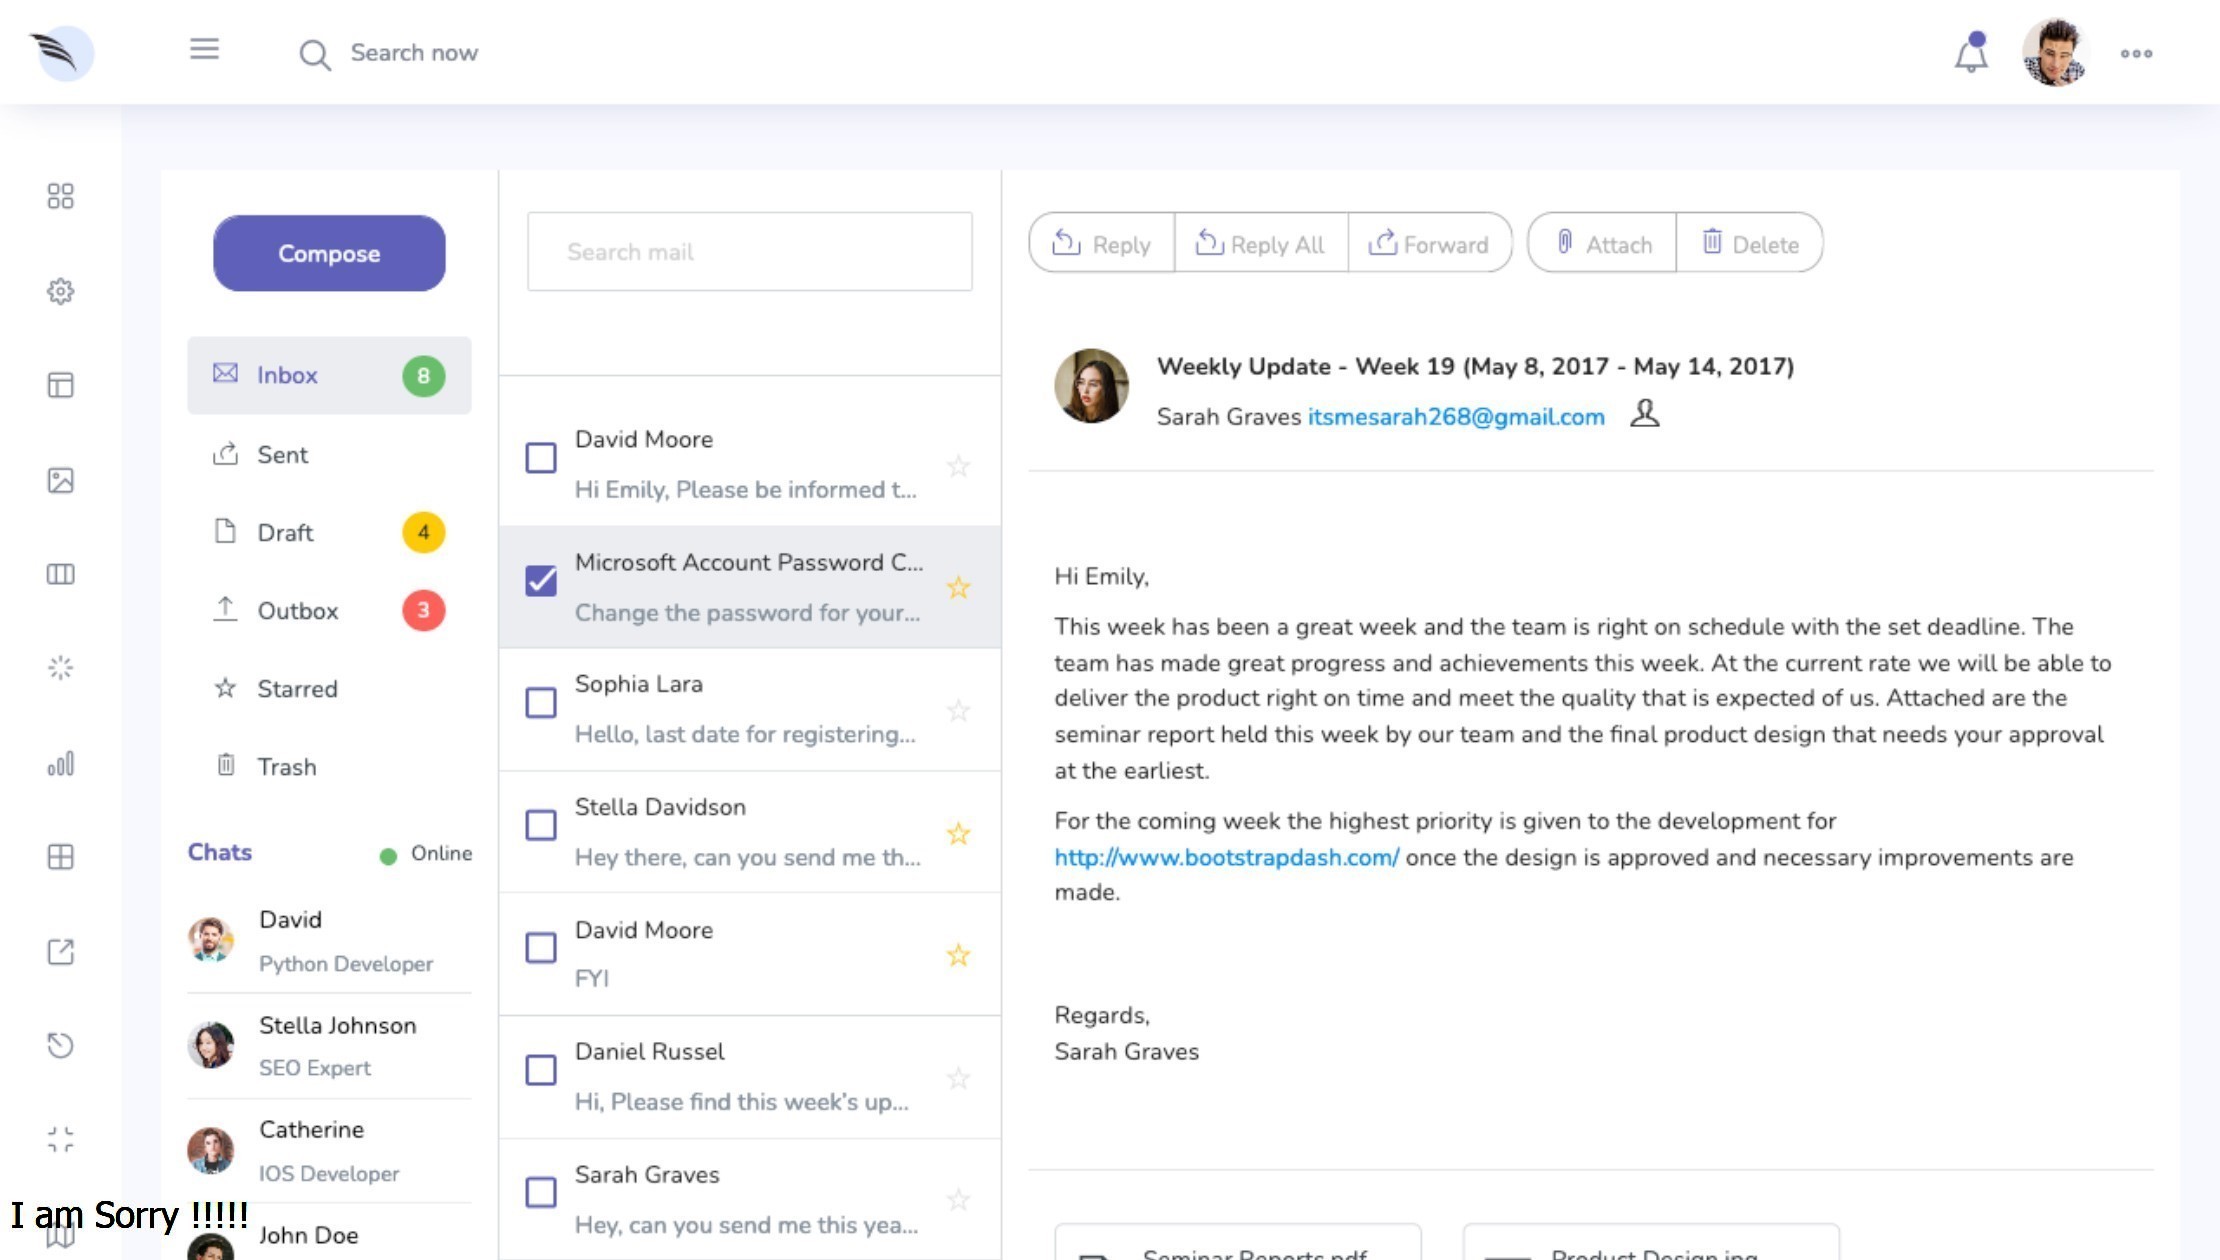 Search now
Compose
Inbox 8
Sent
Draft 4
Outbox 3
Starred
Trash
Chats Online
David
Python Developer
Stella Johnson
SEO Expert
Catherine
IOS Developer
John Doe
I am Sorry !!!!!
Search mail
David Moore
Hi Emily, Please be informed t...
Microsoft Account Password C...
Change the password for your...
Sophia Lara
Hello, last date for registering...
Stella Davidson
Hey there, can you send me th...
David Moore
FYI
Daniel Russel
Hi, Please find this week's up...
Sarah Graves
Hey, can you send me this yea...
Reply Reply All Forward Attach Delete
Weekly Update - Week 19 (May 8, 2017 - May 14, 2017)
Sarah Graves itsmesarah268@gmail.com
Hi Emily,
This week has been a great week and the team is right on schedule with the set deadline. The
team has made great progress and achievements this week. At the current rate we will be able to
deliver the product right on time and meet the quality that is expected of us. Attached are the
seminar report held this week by our team and the final product design that needs your approval
at the earliest.
For the coming week the highest priority is given to the development for
http://www.bootstrapdash.com/ once the design is approved and necessary improvements are
made.
Regards,
Sarah Graves
Seminar Reports.pdf
Product Design.jpg